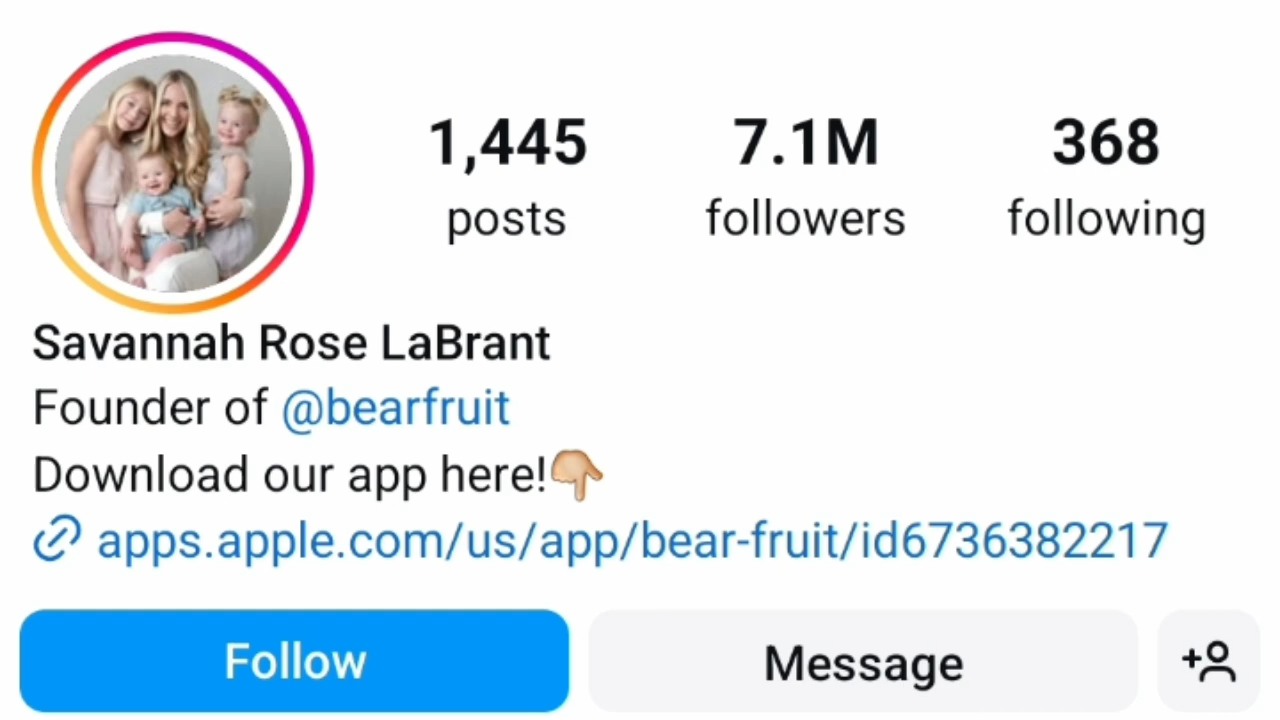 1,445 7.1M 368
posts followers following
Savannah Rose LaBrant
Founder of @bearfruit
Download our app here!👇🏼
apps.apple.com/us/app/bear-fruit/id6736382217
Follow Message